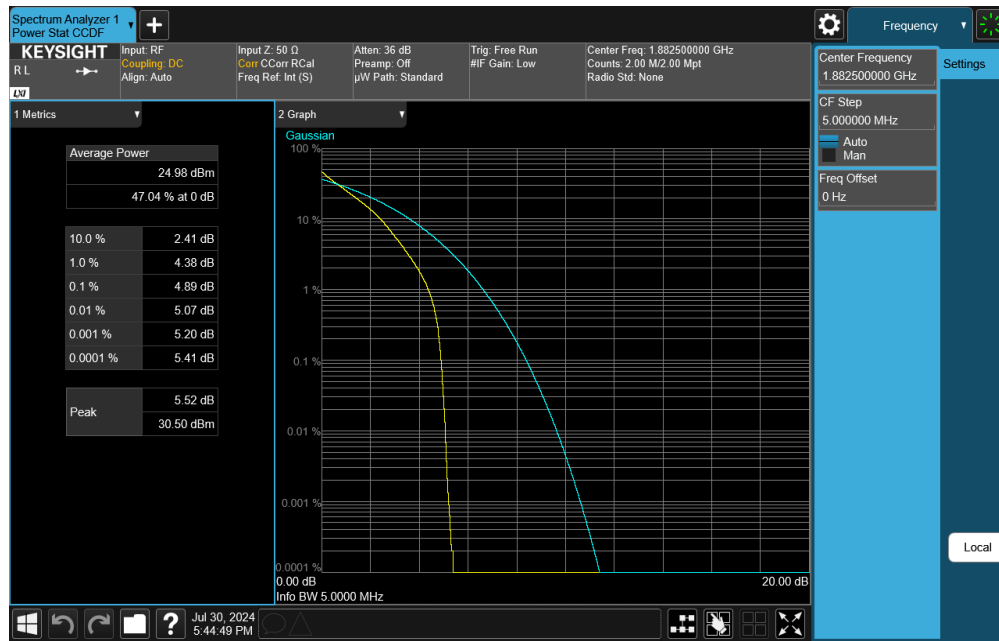 Spectrum Analyzer 1
Power Stat CCDF
+
Frequency
KEYSIGHT
R L
LXI
Input: RF
Coupling: DC
Align: Auto
Input Z: 50 Ω
Corr CCorr RCal
Freq Ref: Int (S)
Atten: 36 dB
Preamp: Off
µW Path: Standard
Trig: Free Run
#IF Gain: Low
Center Freq: 1.882500000 GHz
Counts: 2.00 M/2.00 Mpt
Radio Std: None
Center Frequency
1.882500000 GHz
Settings
CF Step
5.000000 MHz
Auto
Man
Freq Offset
0 Hz
Local
1 Metrics
Average Power
24.98 dBm
47.04 % at 0 dB
10.0 % 2.41 dB
1.0 % 4.38 dB
0.1 % 4.89 dB
0.01 % 5.07 dB
0.001 % 5.20 dB
0.0001 % 5.41 dB
Peak
5.52 dB
30.50 dBm
2 Graph
Gaussian
100 %
10 %
1 %
0.1 %
0.01 %
0.001 %
0.0001 %
0.00 dB 20.00 dB
Info BW 5.0000 MHz
?
Jul 30, 2024
5:44:49 PM